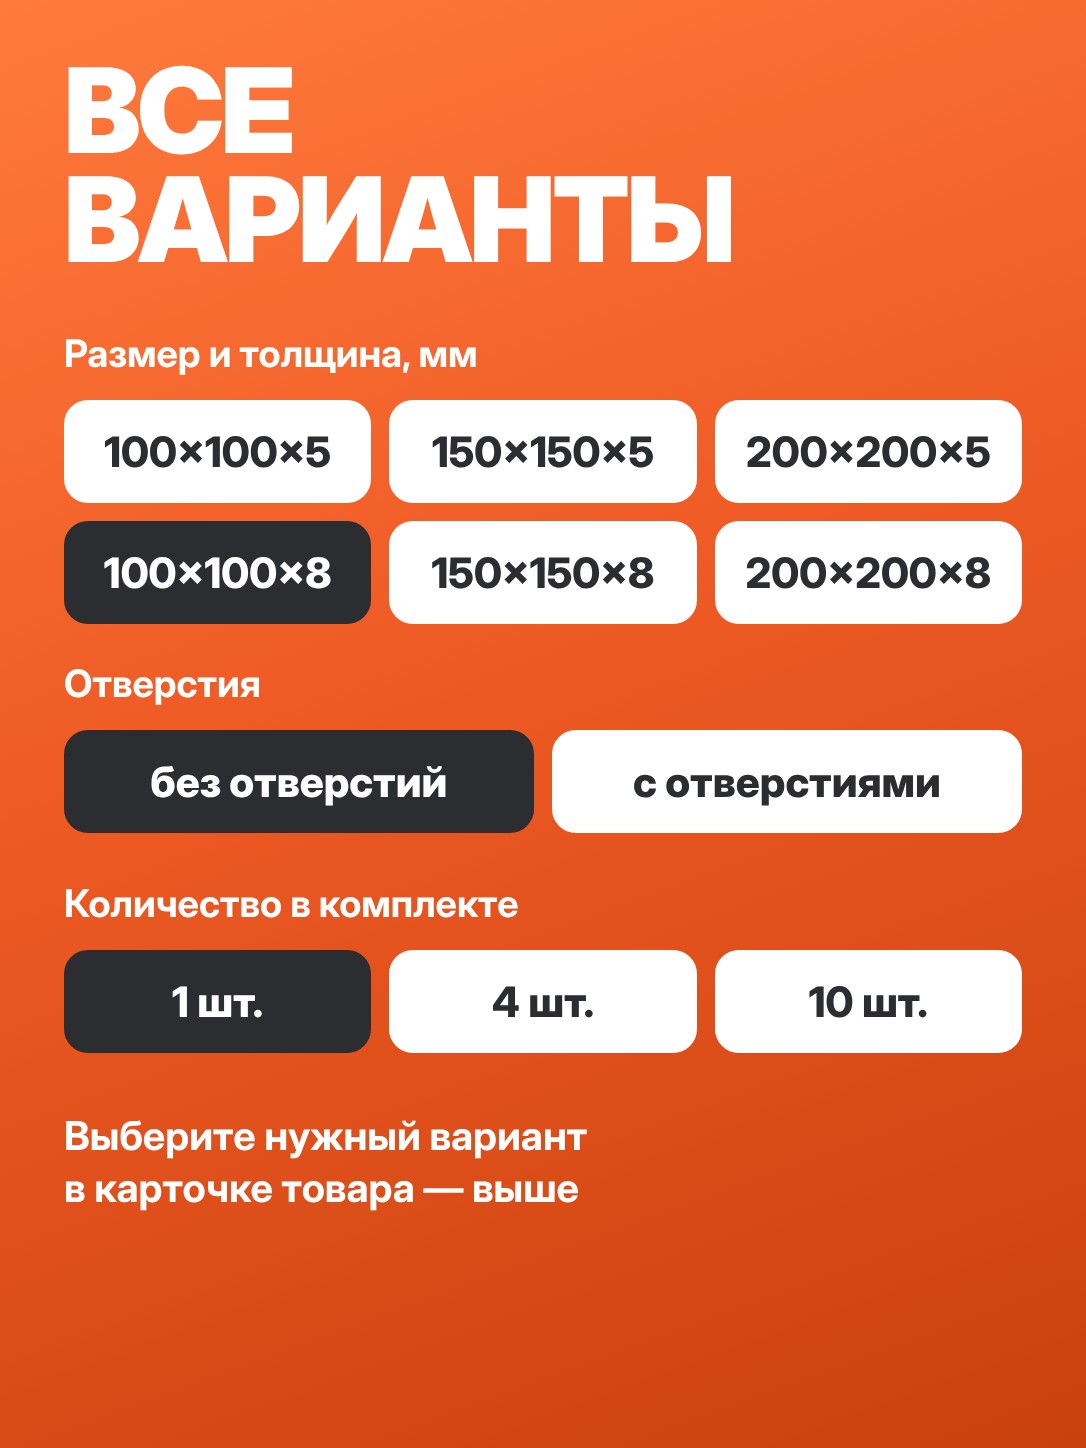 ВСЕ
ВАРИАНТЫ
Размер и толщина, мм
100×100×5
150×150×5
200×200×5
100×100×8
150×150×8
200×200×8
Отверстия
без отверстий
с отверстиями
Количество в комплекте
1 шт.
4 шт.
10 шт.
Выберите нужный вариант
в карточке товара — выше